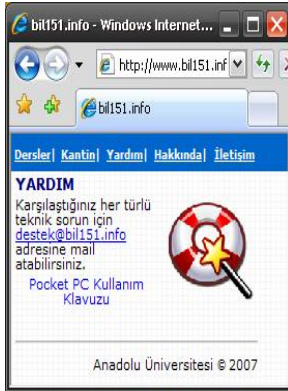 bil151.info - Windows Internet...
http://www.bil151.inf
bil151.info
Dersler| Kantin| Yardım| Hakkında| İletişim
YARDIM
Karşılaştığınız her türlü
teknik sorun için
destek@bil151.info
adresine mail
atabilirsiniz.
Pocket PC Kullanım
Klavuzu
Anadolu Üniversitesi © 2007